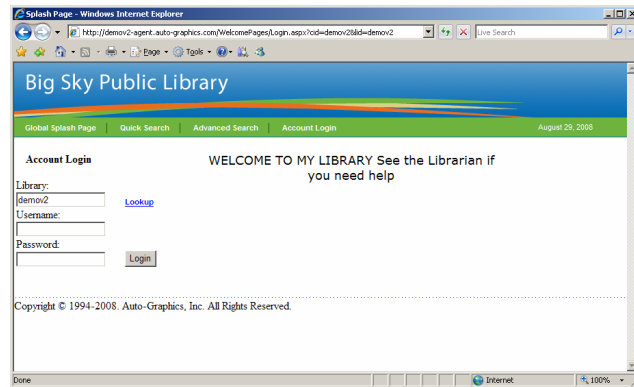 Splash Page - Windows Internet Explorer
http://demov2-agent.auto-graphics.com/WelcomePages/Login.aspx?cid=demov2&lid=demov2
Live Search
Page Tools
Big Sky Public Library
Global Splash Page Quick Search Advanced Search Account Login August 29, 2008
Account Login
WELCOME TO MY LIBRARY See the Librarian if
you need help
Library:
demov2 Lookup
Username:
Password:
Login
Copyright © 1994-2008. Auto-Graphics, Inc. All Rights Reserved.
Done Internet 100%